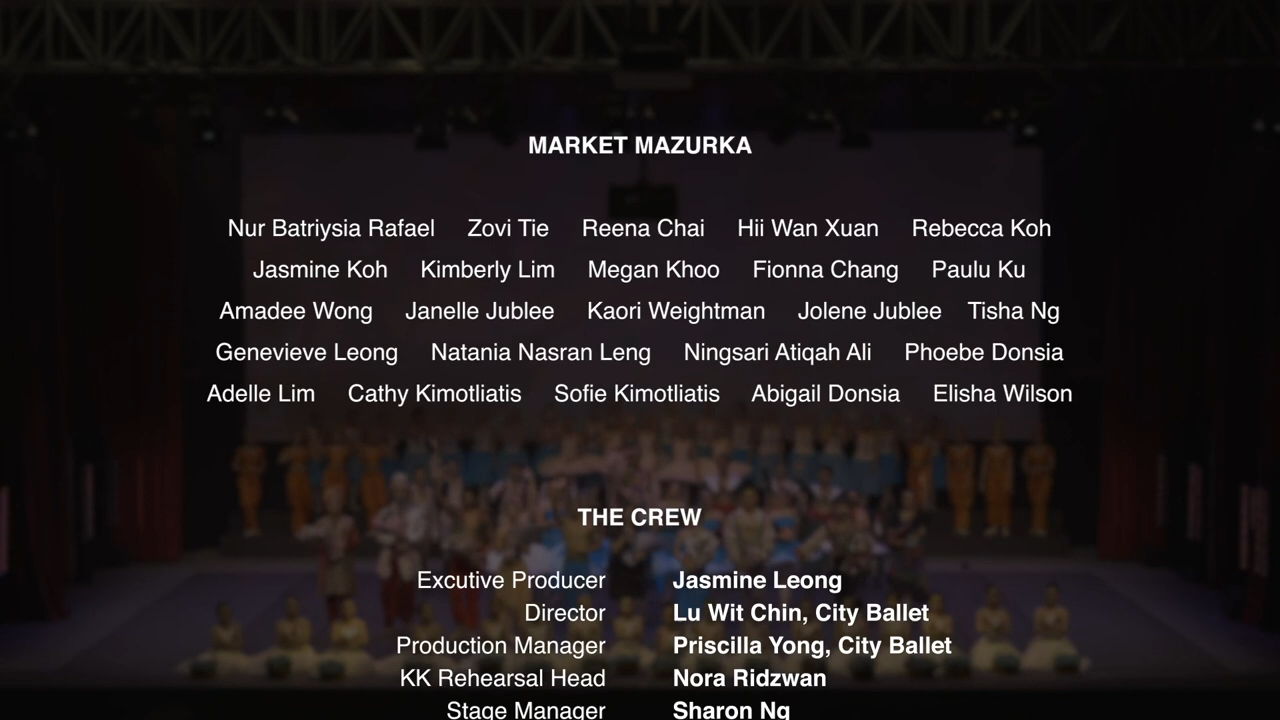 MARKET MAZURKA
Nur Batriysia Rafael Zovi Tie Reena Chai Hii Wan Xuan Rebecca Koh
Jasmine Koh Kimberly Lim Megan Khoo Fionna Chang Paulu Ku
Amadee Wong Janelle Jublee Kaori Weightman Jolene Jublee Tisha Ng
Genevieve Leong Natania Nasran Leng Ningsari Atiqah Ali Phoebe Donsia
Adelle Lim Cathy Kimotliatis Sofie Kimotliatis Abigail Donsia Elisha Wilson
THE CREW
Excutive Producer Jasmine Leong
Director Lu Wit Chin, City Ballet
Production Manager Priscilla Yong, City Ballet
KK Rehearsal Head Nora Ridzwan
Stage Manager Sharon Ng